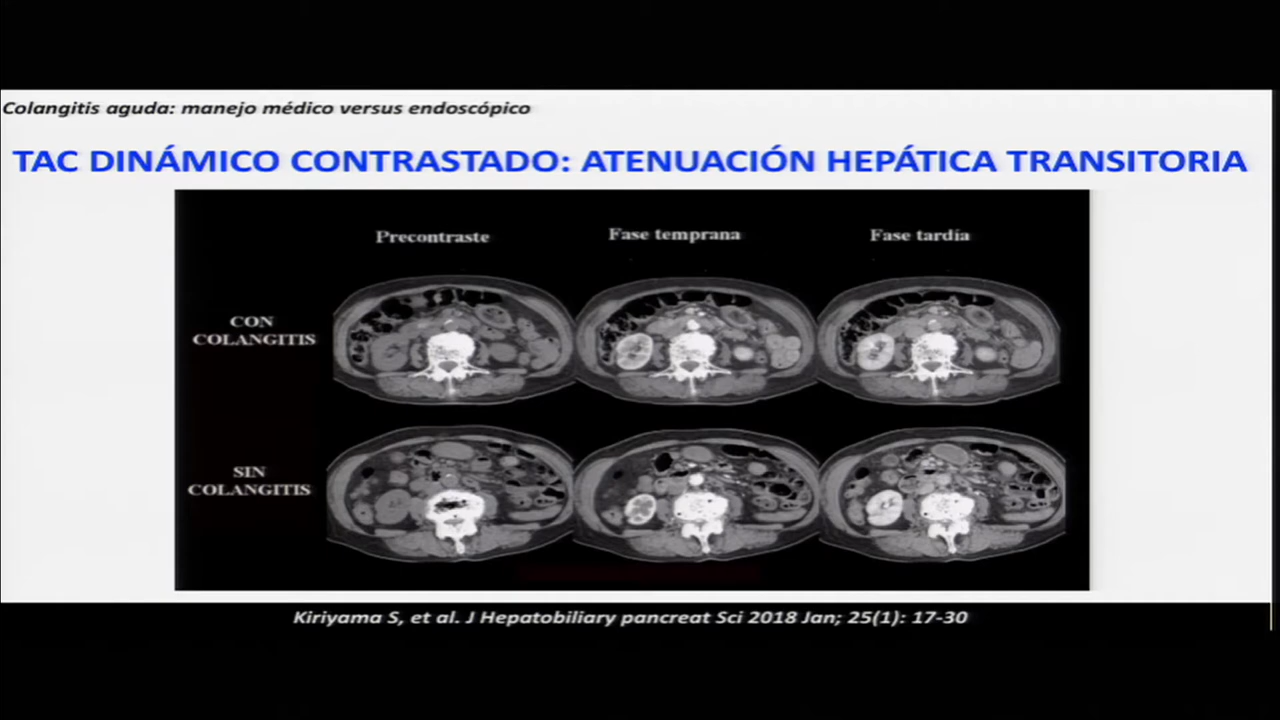 Colangitis aguda: manejo médico versus endoscópico
TAC DINÁMICO CONTRASTADO: ATENUACIÓN HEPÁTICA TRANSITORIA
Precontraste Fase temprana Fase tardía
CON
COLANGITIS
SIN
COLANGITIS
Kiriyama S, et al. J Hepatobiliary pancreat Sci 2018 Jan; 25(1): 17-30